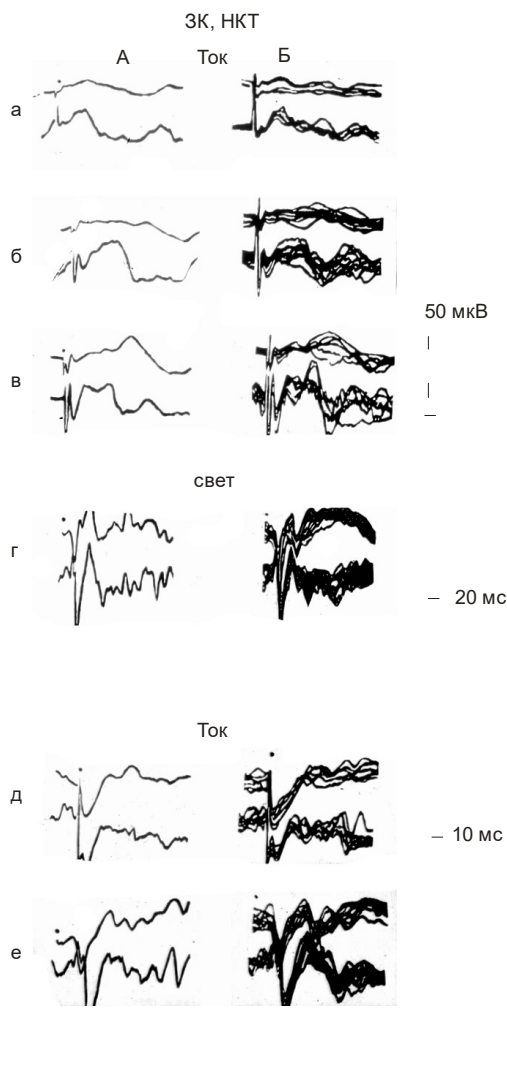 ЗК, НКТ
А Ток Б
а
б
50 мкВ
в
свет
г
20 мс
Ток
д
10 мс
е